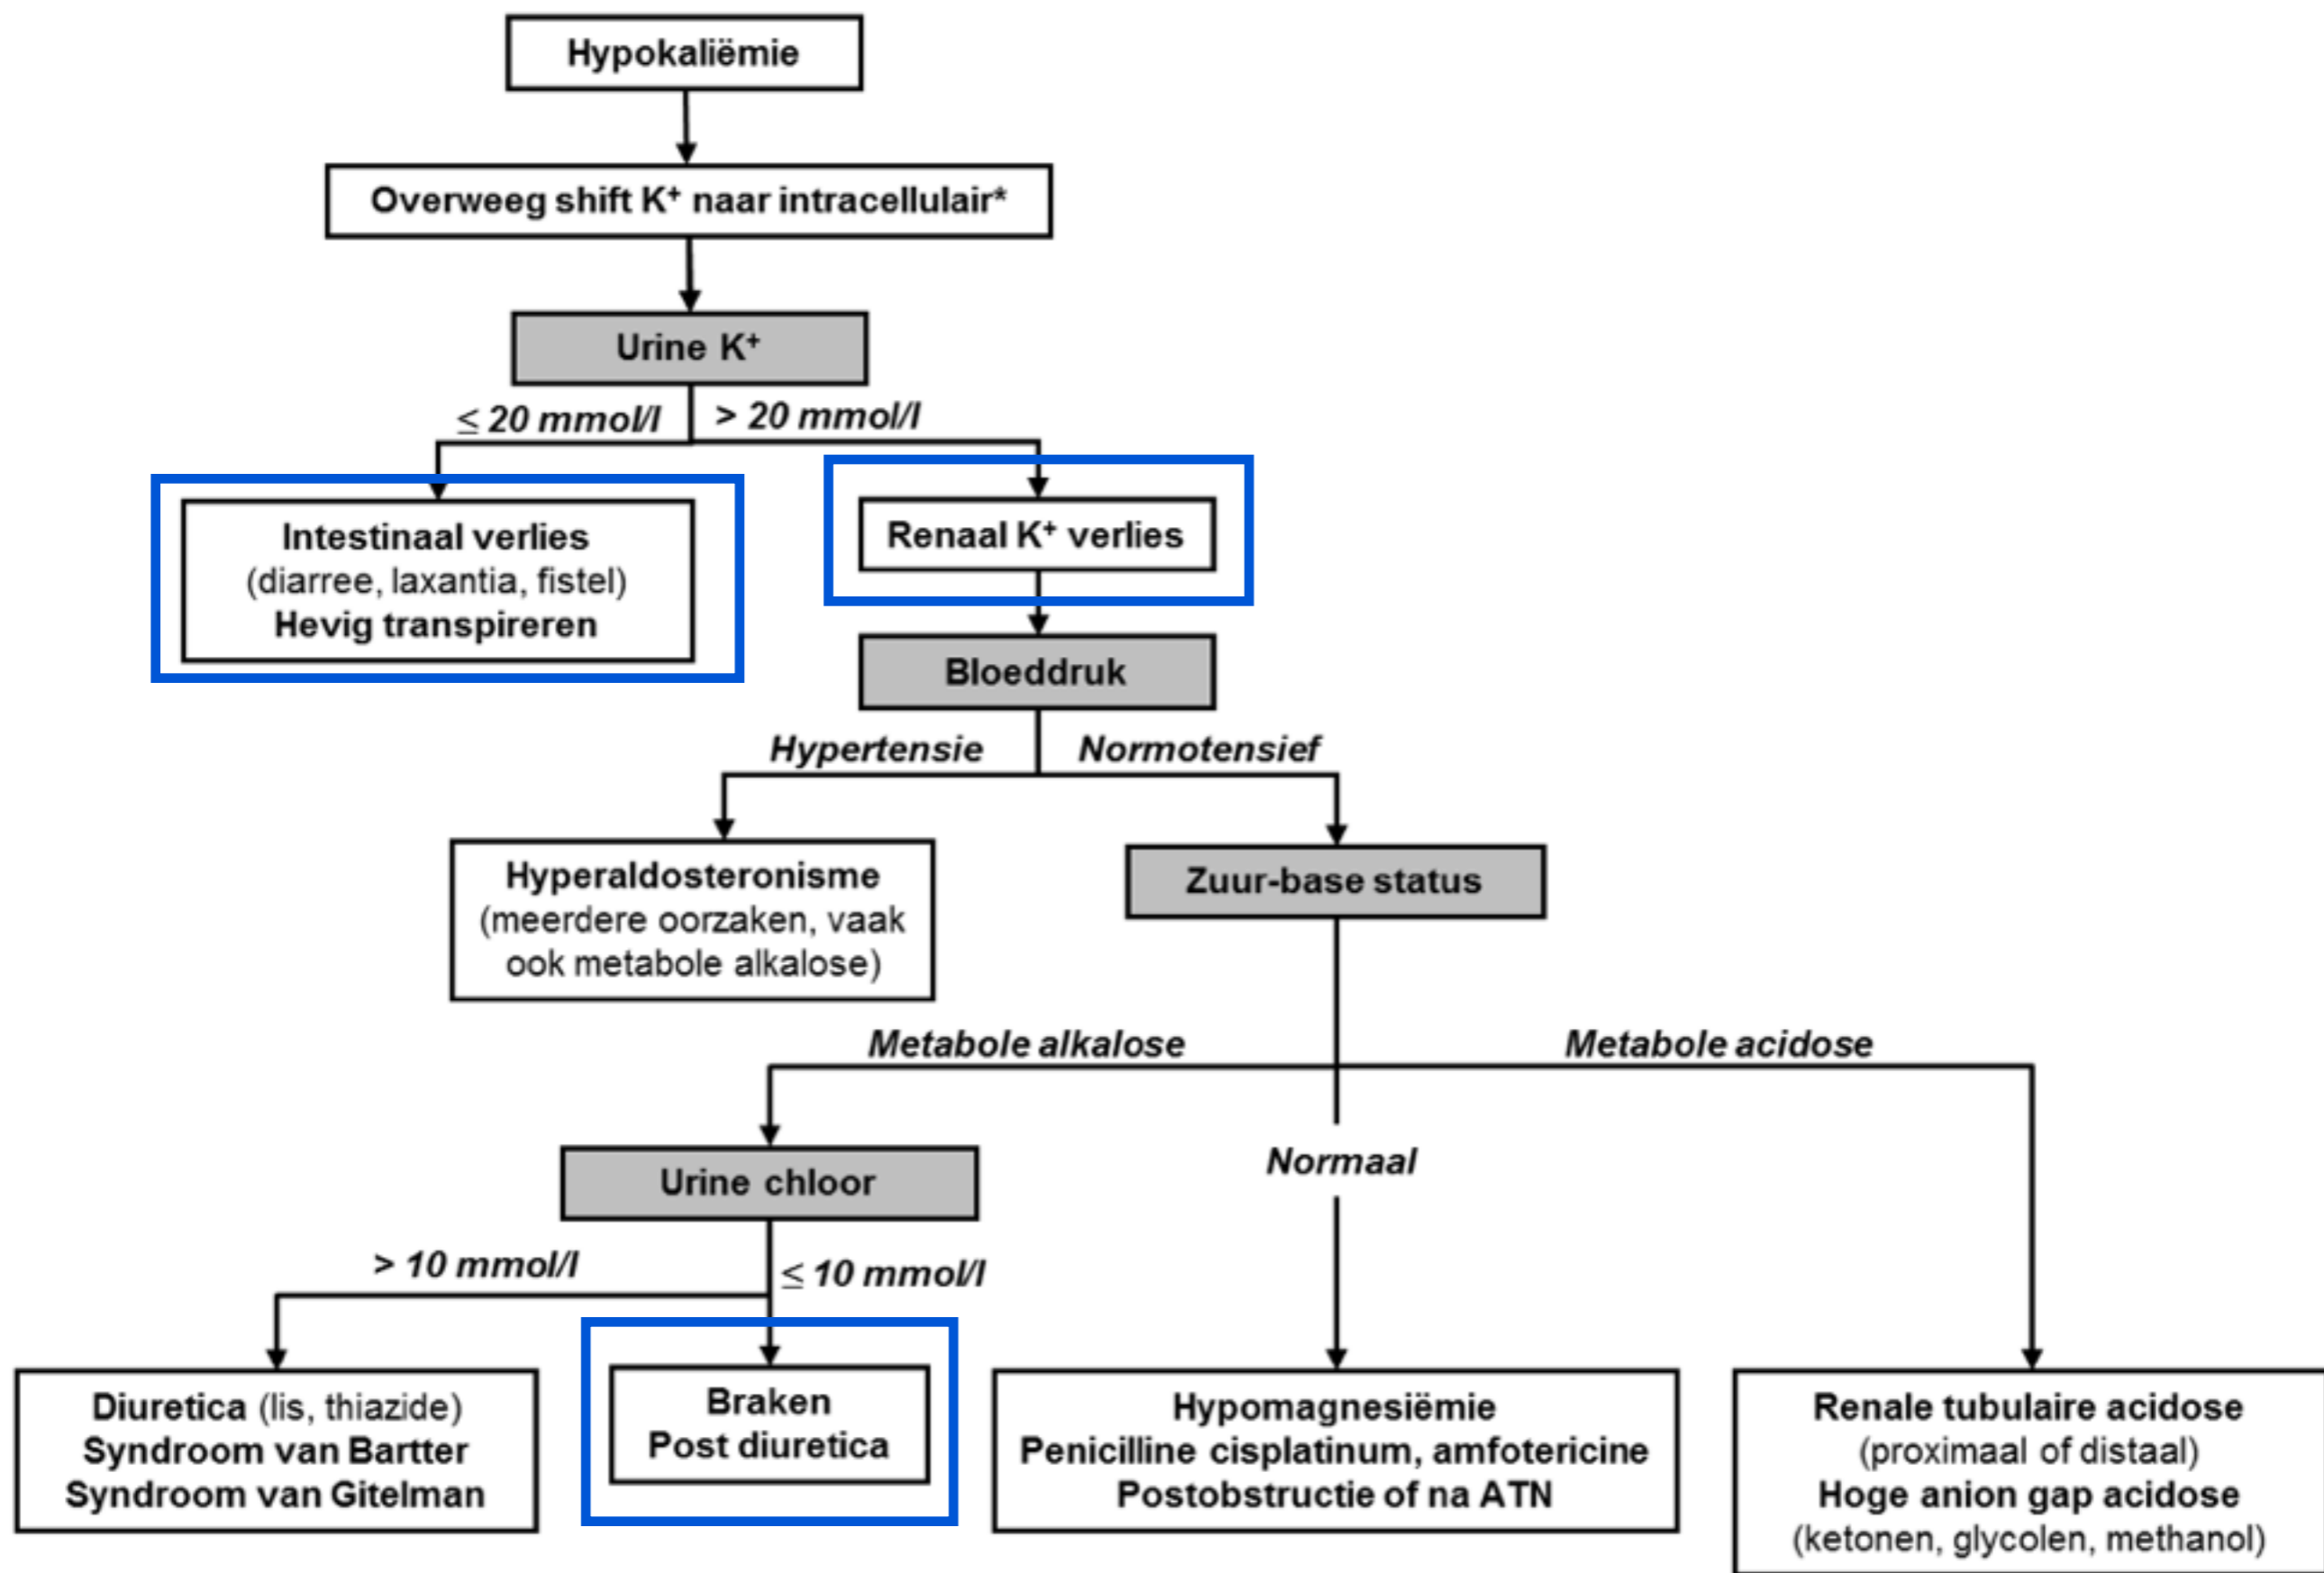 Hypokaliëmie
Overweeg shift K⁺ naar intracellulair*
Urine K⁺
≤ 20 mmol/l
> 20 mmol/l
Intestinaal verlies
(diarree, laxantia, fistel)
Hevig transpireren
Renaal K⁺ verlies
Bloeddruk
Hypertensie
Normotensief
Hyperaldosteronisme
(meerdere oorzaken, vaak
ook metabole alkalose)
Zuur-base status
Metabole alkalose
Metabole acidose
Urine chloor
Normaal
> 10 mmol/l
≤ 10 mmol/l
Diuretica (lis, thiazide)
Syndroom van Bartter
Syndroom van Gitelman
Braken
Post diuretica
Hypomagnesiëmie
Penicilline cisplatinum, amfotericine
Postobstructie of na ATN
Renale tubulaire acidose
(proximaal of distaal)
Hoge anion gap acidose
(ketonen, glycolen, methanol)